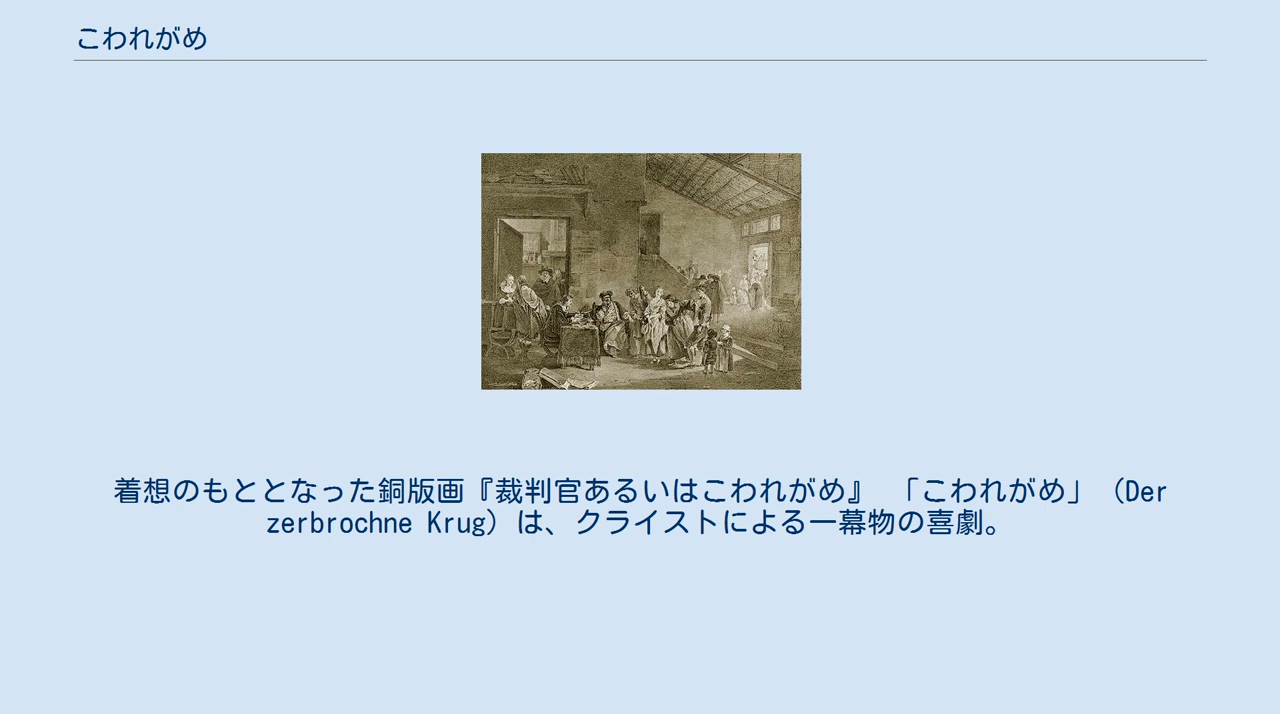 こわれがめ
着想のもととなった銅版画『裁判官あるいはこわれがめ』 「こわれがめ」（Der
zerbrochne Krug）は、クライストによる一幕物の喜劇。